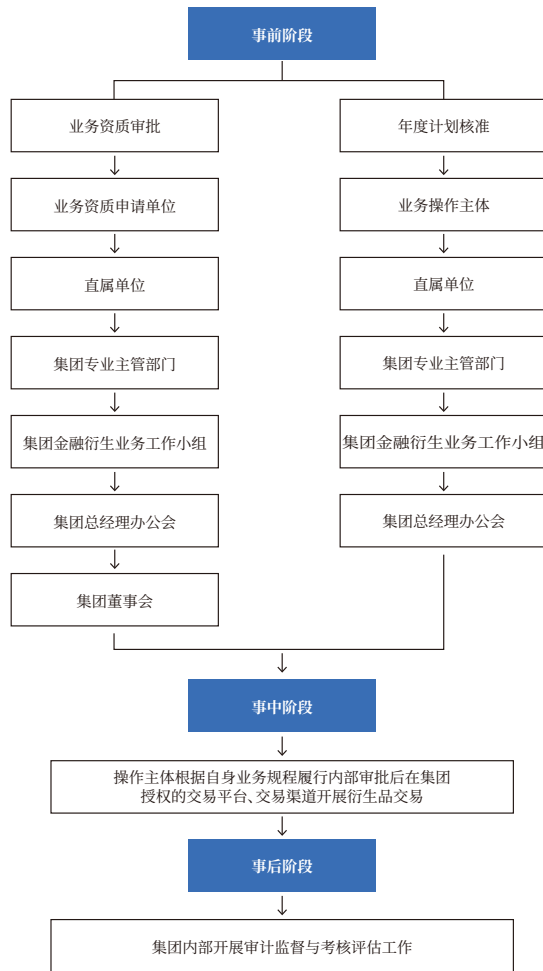 事前阶段
业务资质审批
业务资质申请单位
直属单位
集团专业主管部门
集团金融衍生业务工作小组
集团总经理办公会
集团董事会
年度计划核准
业务操作主体
直属单位
集团专业主管部门
集团金融衍生业务工作小组
集团总经理办公会
事中阶段
操作主体根据自身业务规程履行内部审批后在集团
授权的交易平台、交易渠道开展衍生品交易
事后阶段
集团内部开展审计监督与考核评估工作